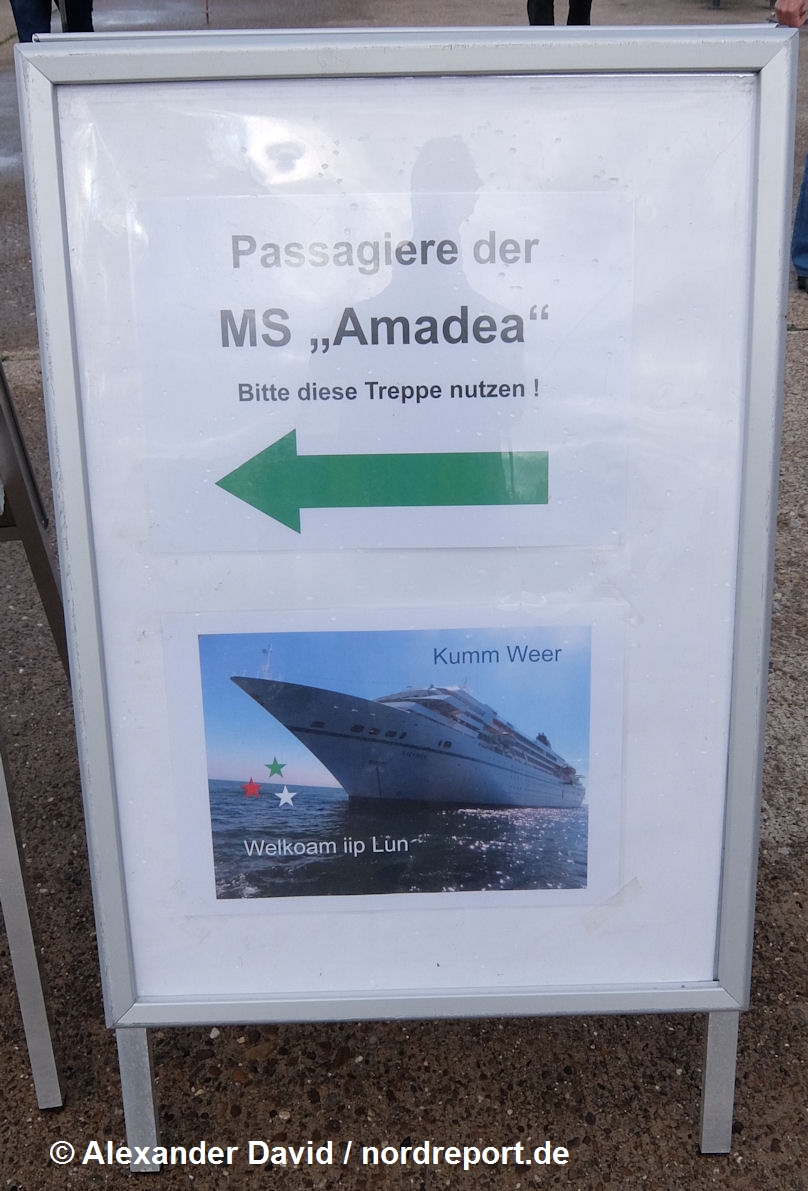 Passagiere der
MS „Amadea“
Bitte diese Treppe nutzen !
Kumm Weer
Welkoam iip Lun
© Alexander David / nordreport.de